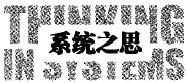 THINKING
系统之思
IN SYSTEMS